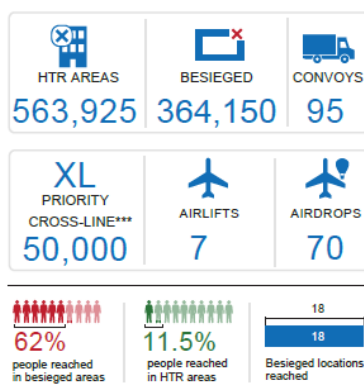 HTR AREAS
BESIEGED
CONVOYS
563,925
364,150
95
XL
PRIORITY
CROSS-LINE***
50,000
AIRLIFTS
7
AIRDROPS
70
62%
people reached
in besieged areas
11.5%
people reached
in HTR areas
18
18
Besieged locations
reached